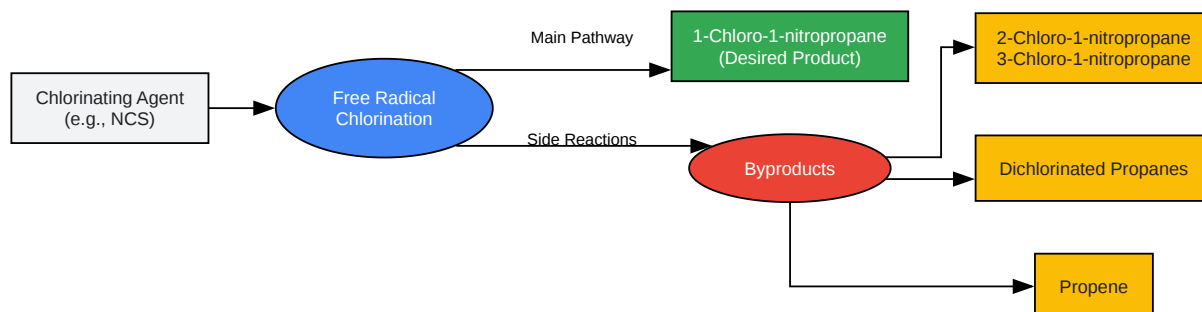 Main Pathway
1-Chloro-1-nitropropane
(Desired Product)
2-Chloro-1-nitropropane
3-Chloro-1-nitropropane
Chlorinating Agent
(e.g., NCS)
Free Radical
Chlorination
Side Reactions
Byproducts
Dichlorinated Propanes
Propene